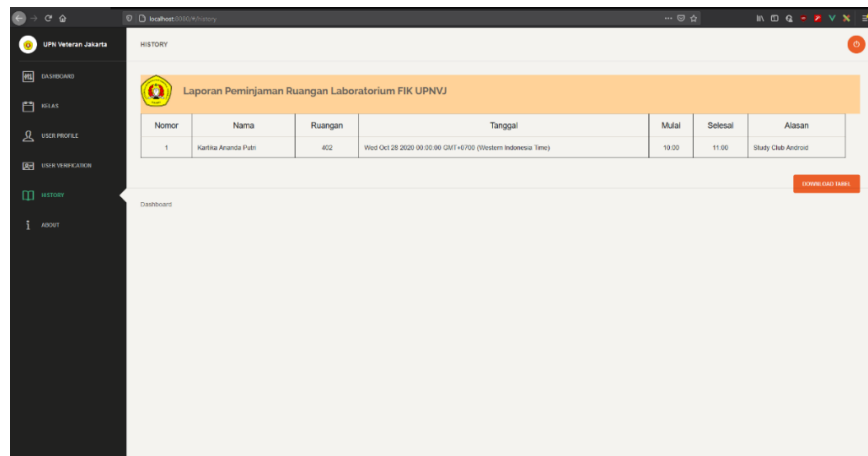 localhost:8080/#/history
UPN Veteran Jakarta
HISTORY
DASHBOARD
KELAS
USER PROFILE
USER VERIFICATION
HISTORY
ABOUT
Laporan Peminjaman Ruangan Laboratorium FIK UPNVJ
Nomor Nama Ruangan Tanggal Mulai Selesai Alasan
1 Kartika Ananda Putri 402 Wed Oct 28 2020 00:00:00 GMT+0700 (Western Indonesia Time) 10:00 11:00 Study Club Android
DOWNLOAD TABEL
Dashboard